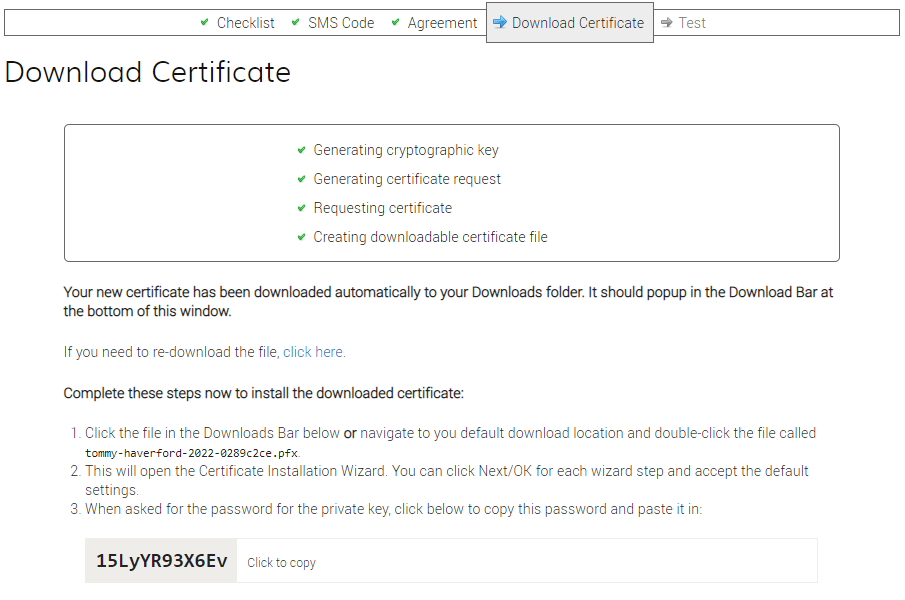 Checklist SMS Code Agreement Download Certificate Test
Download Certificate
Generating cryptographic key
Generating certificate request
Requesting certificate
Creating downloadable certificate file
Your new certificate has been downloaded automatically to your Downloads folder. It should popup in the Download Bar at
the bottom of this window.
If you need to re-download the file, click here.
Complete these steps now to install the downloaded certificate:
1. Click the file in the Downloads Bar below or navigate to you default download location and double-click the file called
tommy-haverford-2022-0289c2ce.pfx.
2. This will open the Certificate Installation Wizard. You can click Next/OK for each wizard step and accept the default
settings.
3. When asked for the password for the private key, click below to copy this password and paste it in:
15LyYR93X6Ev Click to copy